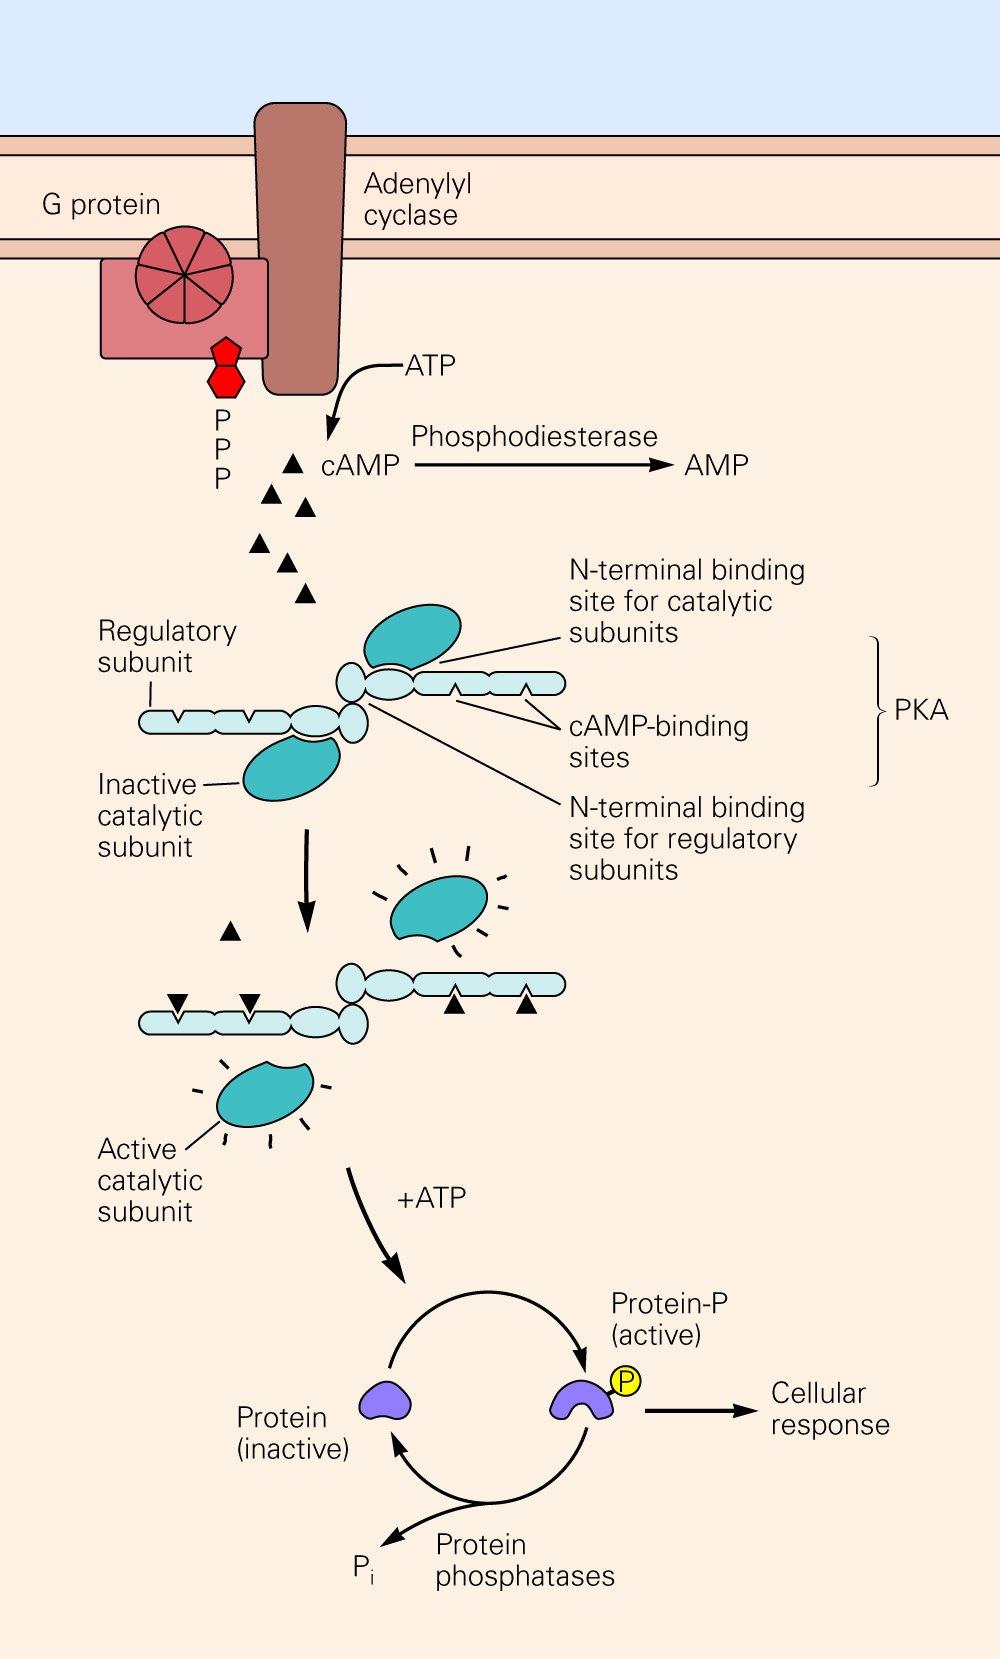 G protein
Adenylyl
cyclase
ATP
P
P
P
Phosphodiesterase
cAMP
AMP
N-terminal binding
site for catalytic
subunits
Regulatory
subunit
PKA
cAMP-binding
sites
Inactive
catalytic
subunit
N-terminal binding
site for regulatory
subunits
Active
catalytic
subunit
+ATP
Protein-P
(active)
P
Protein
(inactive)
Cellular
response
Pi
Protein
phosphatases